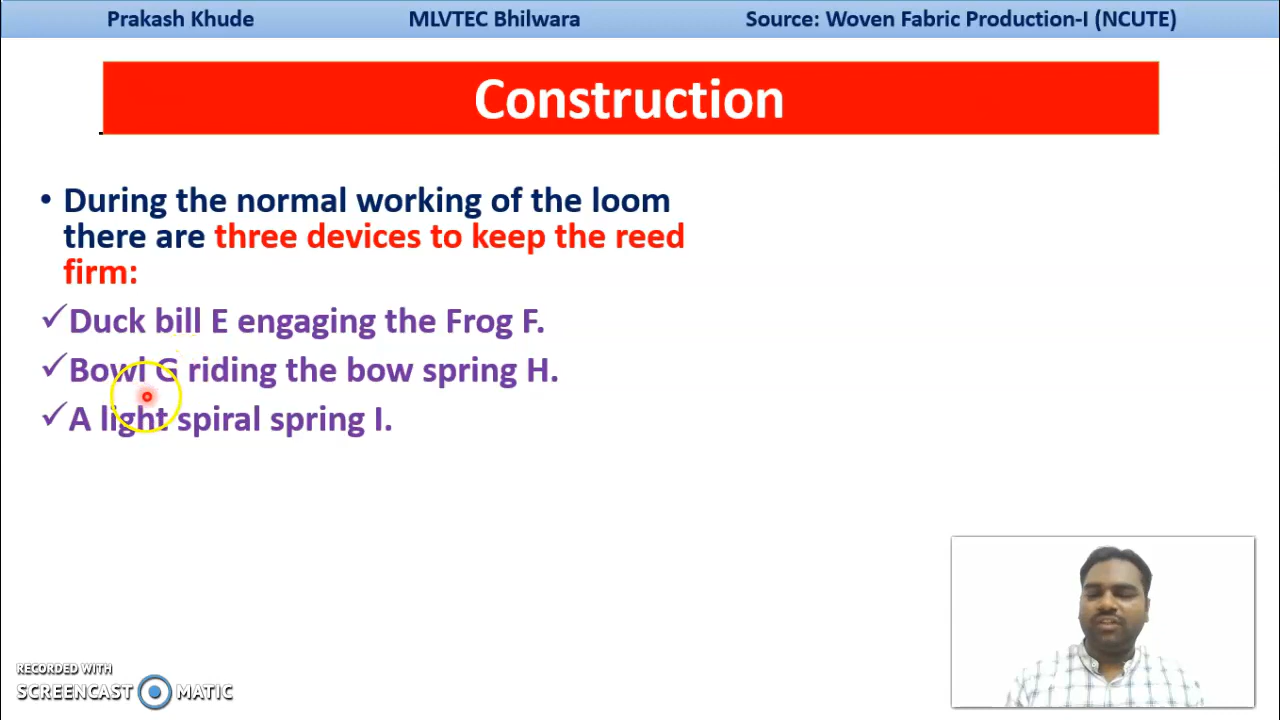 Prakash Khude MLVTEC Bhilwara Source: Woven Fabric Production-I (NCUTE)
Construction
• During the normal working of the loom
there are three devices to keep the reed
firm:
✓Duck bill E engaging the Frog F.
✓Bowl G riding the bow spring H.
✓A light spiral spring I.
RECORDED WITH
SCREENCAST MATIC